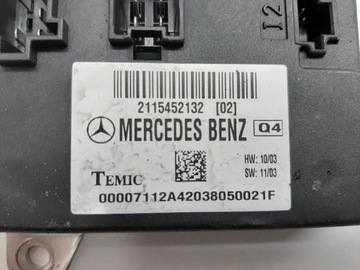 I2
2115452132 [02]
MERCEDES BENZ Q4
HW: 10/03
SW: 11/03
TEMIC
00007112A42038050021F